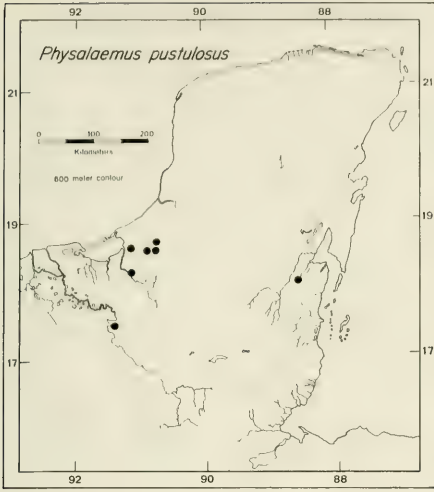 92 90 88
Physalaemus pustulosus
21 21
0 100 200
Kilometers
800 meter contour
19 19
17 17
92 90 88